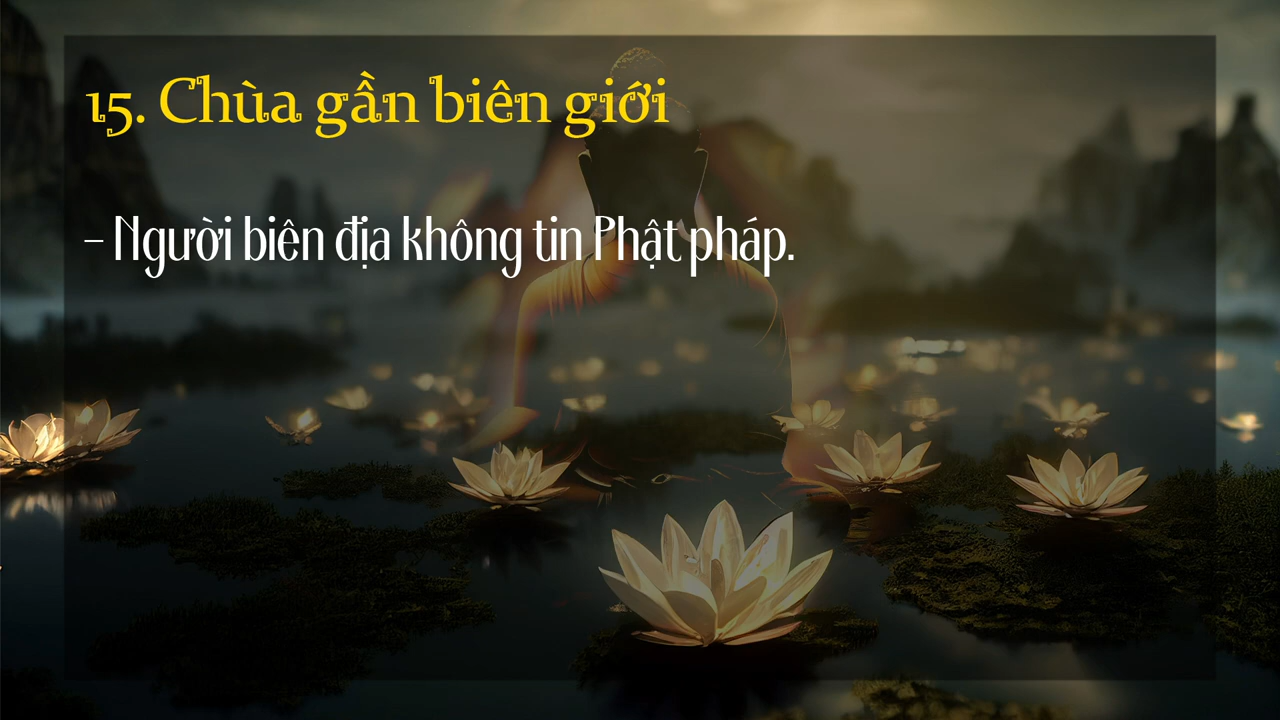 15. Chùa gần biên giới
– Người biên địa không tin Phật pháp.